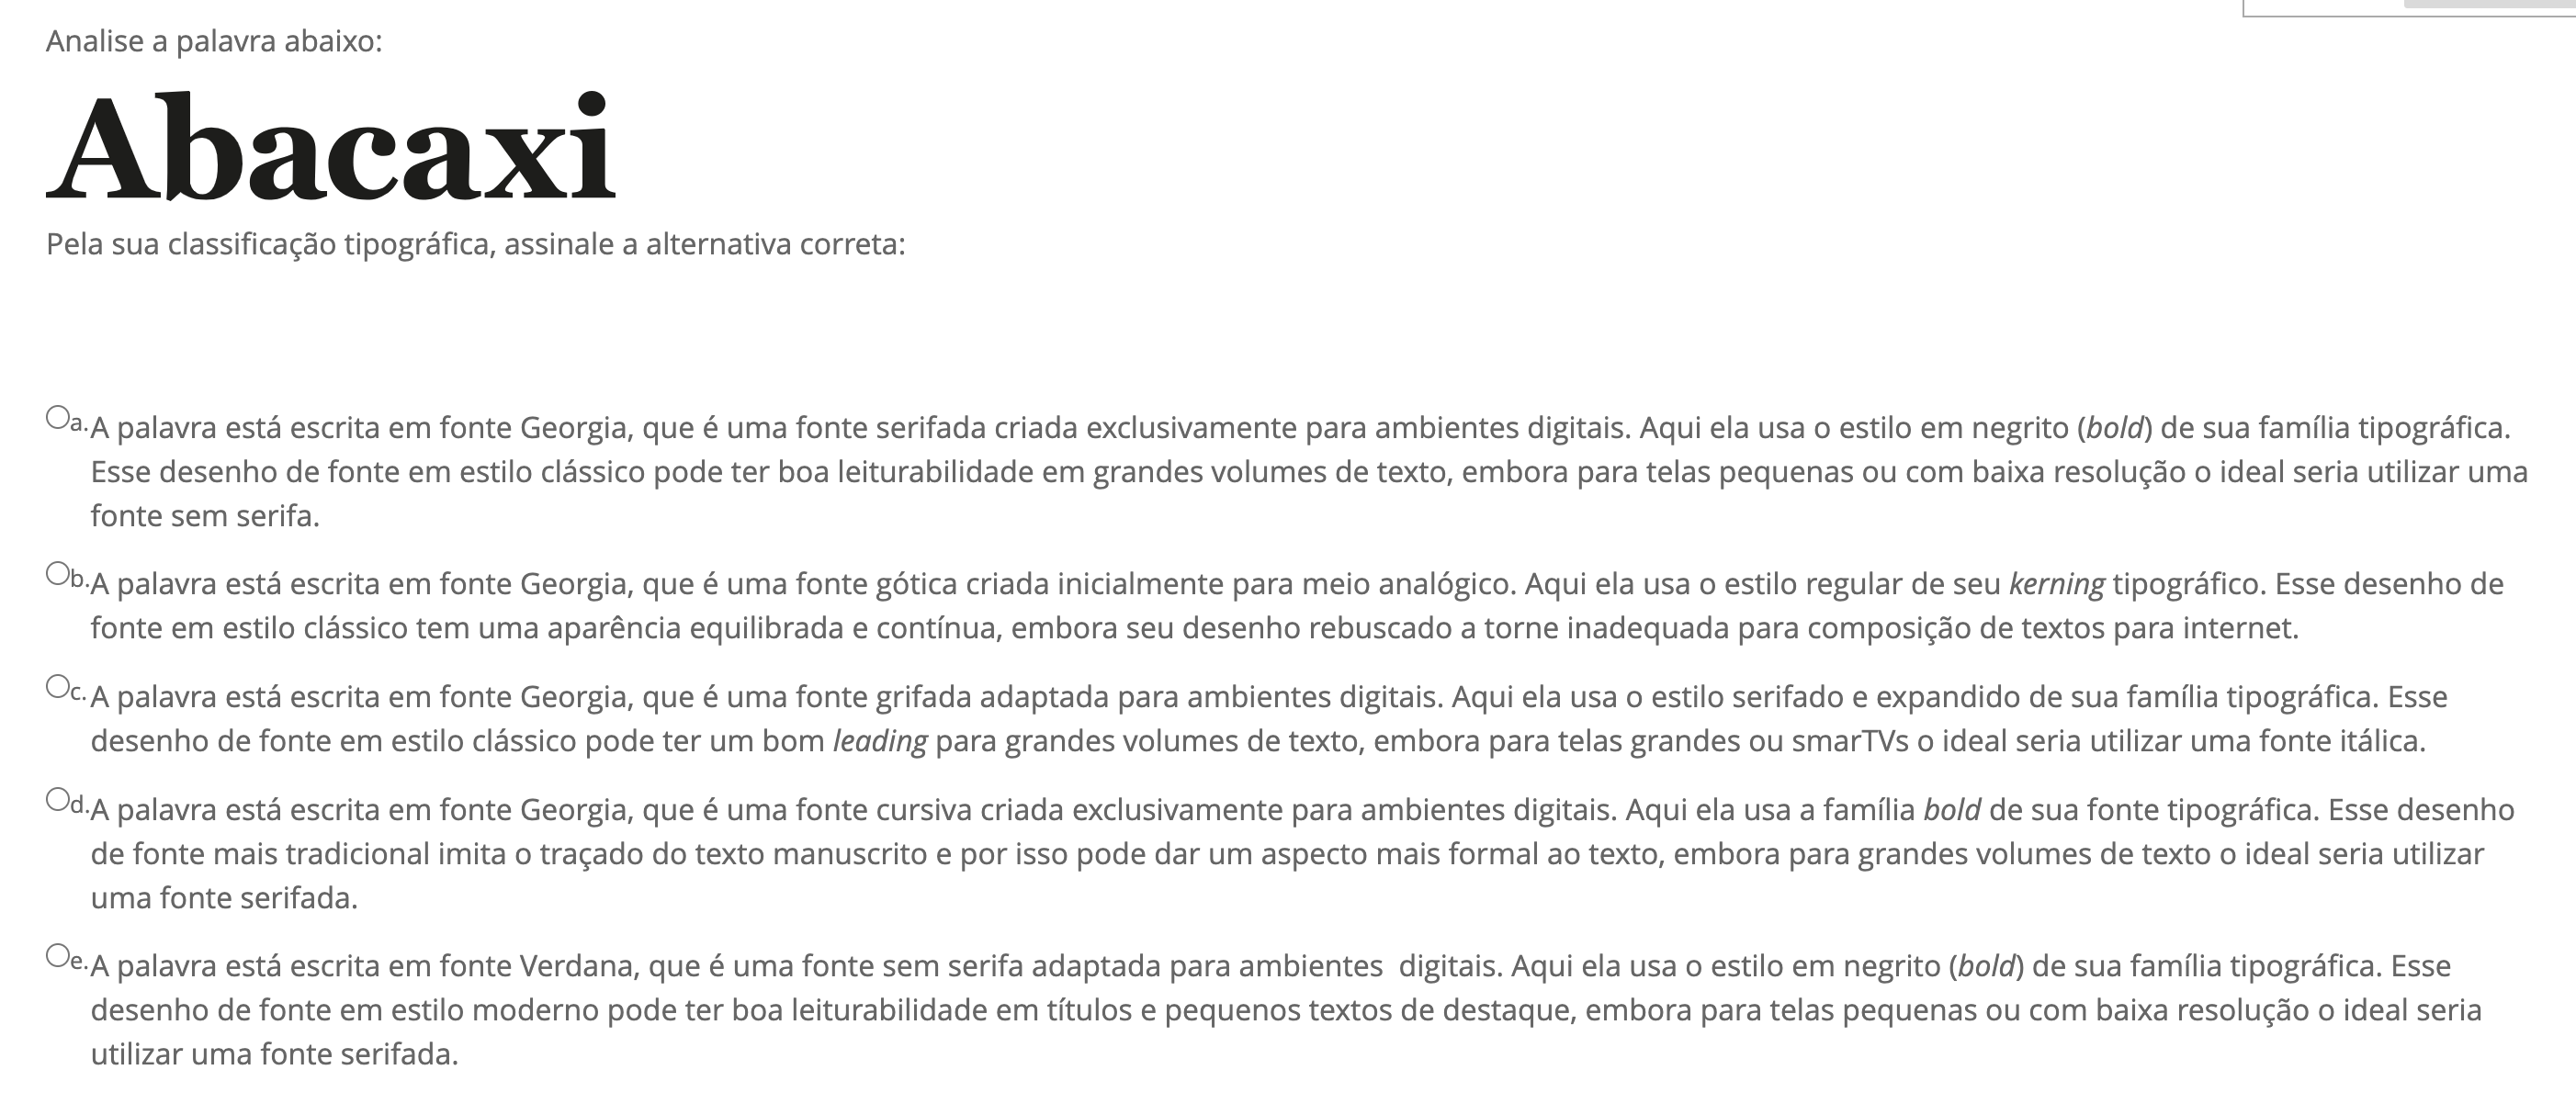 Analise a palavra abaixo:
Abacaxi
Pela sua classificação tipográfica, assinale a alternativa correta:
a. A palavra está escrita em fonte Georgia, que é uma fonte serifada criada exclusivamente para ambientes digitais. Aqui ela usa o estilo em negrito (bold) de sua família tipográfica.
Esse desenho de fonte em estilo clássico pode ter boa leiturabilidade em grandes volumes de texto, embora para telas pequenas ou com baixa resolução o ideal seria utilizar uma
fonte sem serifa.
b. A palavra está escrita em fonte Georgia, que é uma fonte gótica criada inicialmente para meio analógico. Aqui ela usa o estilo regular de seu kerning tipográfico. Esse desenho de
fonte em estilo clássico tem uma aparência equilibrada e contínua, embora seu desenho rebuscado a torne inadequada para composição de textos para internet.
c. A palavra está escrita em fonte Georgia, que é uma fonte grifada adaptada para ambientes digitais. Aqui ela usa o estilo serifado e expandido de sua família tipográfica. Esse
desenho de fonte em estilo clássico pode ter um bom leading para grandes volumes de texto, embora para telas grandes ou smarTVs o ideal seria utilizar uma fonte itálica.
d. A palavra está escrita em fonte Georgia, que é uma fonte cursiva criada exclusivamente para ambientes digitais. Aqui ela usa a família bold de sua fonte tipográfica. Esse desenho
de fonte mais tradicional imita o traçado do texto manuscrito e por isso pode dar um aspecto mais formal ao texto, embora para grandes volumes de texto o ideal seria utilizar
uma fonte serifada.
e. A palavra está escrita em fonte Verdana, que é uma fonte sem serifa adaptada para ambientes digitais. Aqui ela usa o estilo em negrito (bold) de sua família tipográfica. Esse
desenho de fonte em estilo moderno pode ter boa leiturabilidade em títulos e pequenos textos de destaque, embora para telas pequenas ou com baixa resolução o ideal seria
utilizar uma fonte serifada.